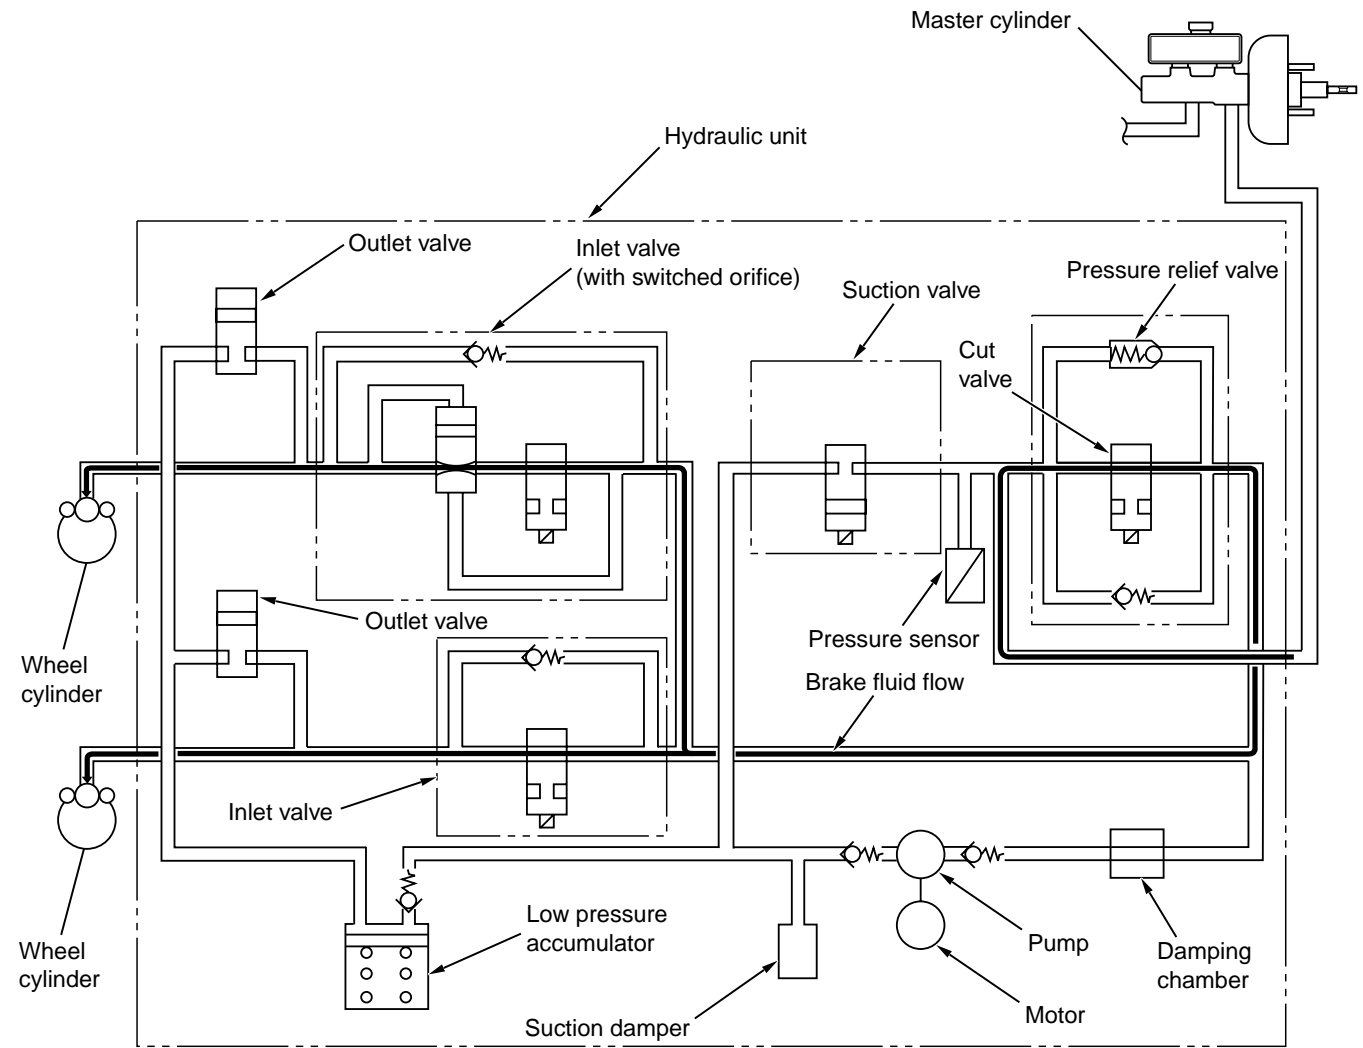 Master cylinder
Hydraulic unit
Outlet valve
Inlet valve
(with switched orifice)
Suction valve
Pressure relief valve
Cut
valve
Outlet valve
Wheel
cylinder
Pressure sensor
Brake fluid flow
Inlet valve
Low pressure
accumulator
Wheel
cylinder
Pump
Damping
chamber
Motor
Suction damper